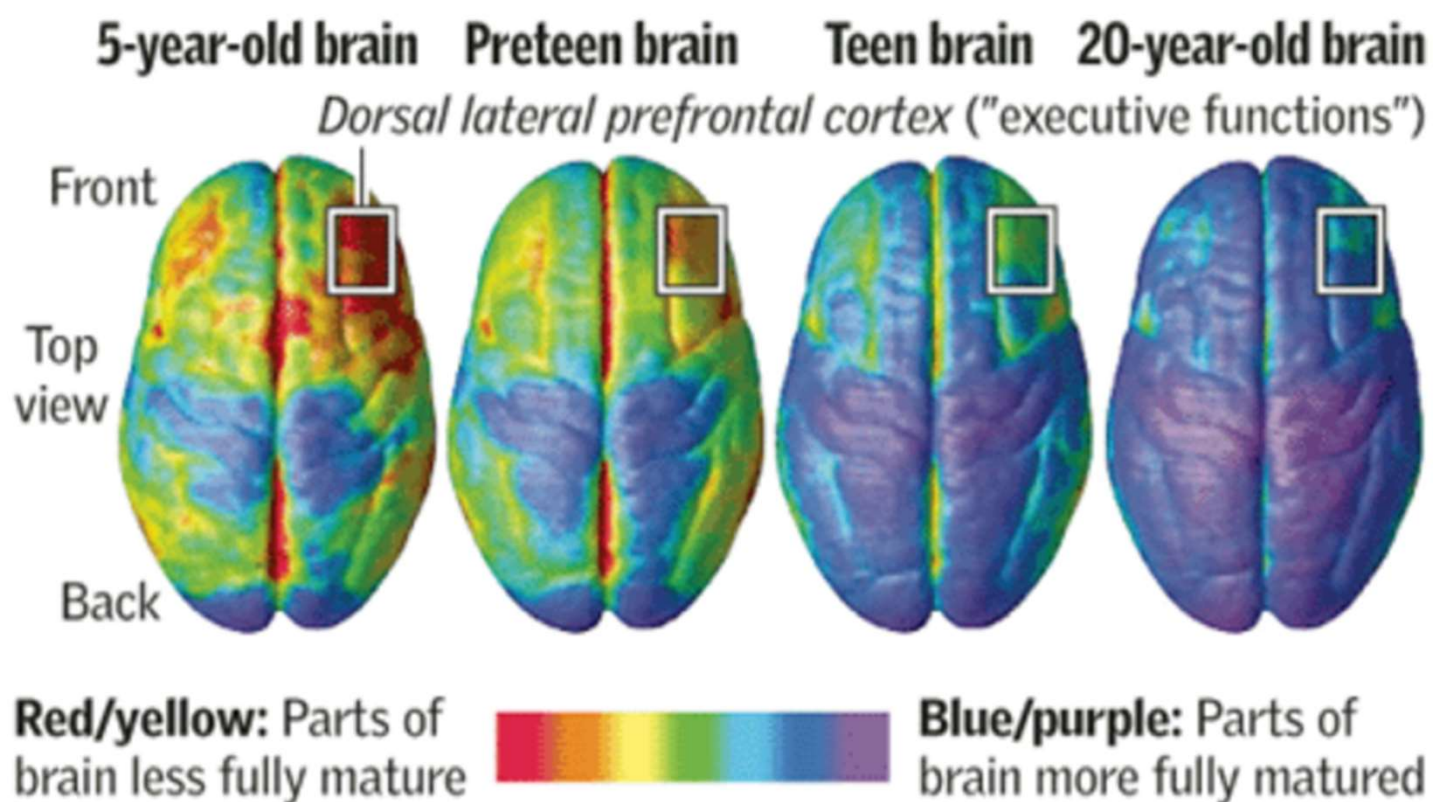 5-year-old brain Preteen brain Teen brain 20-year-old brain
Dorsal lateral prefrontal cortex ("executive functions")
Front
Top
view
Back
Red/yellow: Parts of
brain less fully mature
Blue/purple: Parts of
brain more fully matured